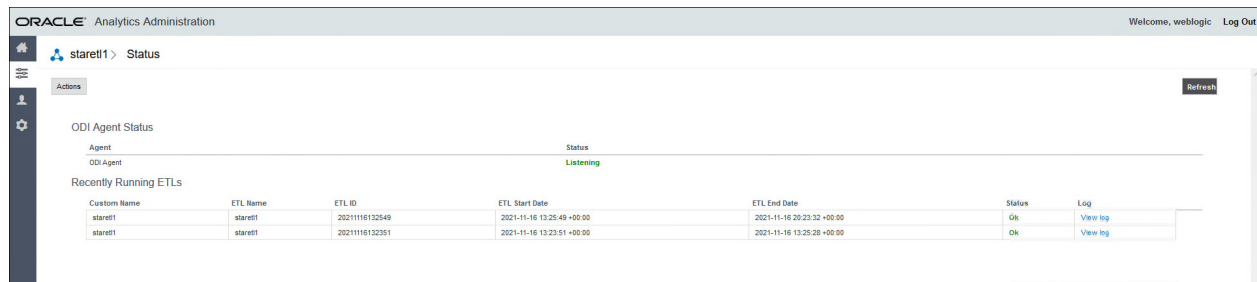 ORACLE® Analytics Administration Welcome, weblogic Log Out
staretl1 > Status
Actions Refresh
ODI Agent Status
Agent Status
ODI Agent Listening
Recently Running ETLs
Custom Name ETL Name ETL ID ETL Start Date ETL End Date Status Log
staretl1 staretl1 20211116132549 2021-11-16 13:25:49 +00:00 2021-11-16 20:23:32 +00:00 Ok View log
staretl1 staretl1 20211116132351 2021-11-16 13:23:51 +00:00 2021-11-16 13:25:28 +00:00 Ok View log